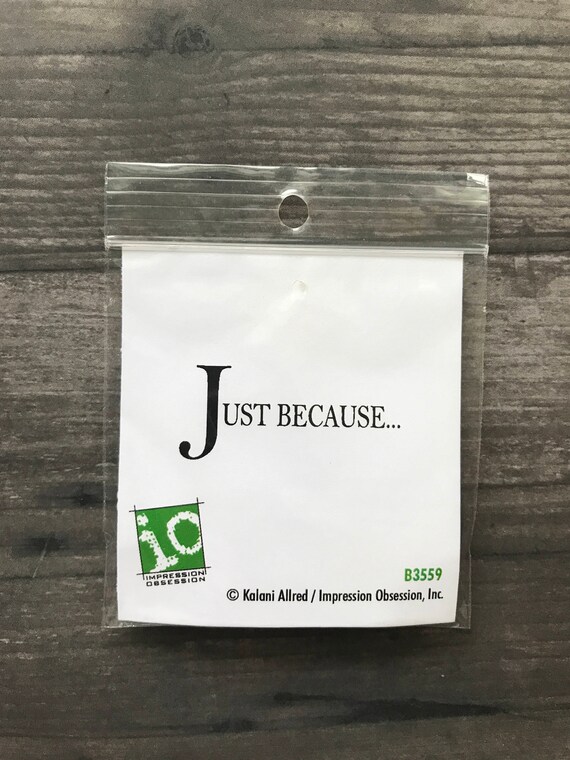 JUST BECAUSE...
io
IMPRESSION
OBSESSION
B3559
© Kalani Allred / Impression Obsession, Inc.